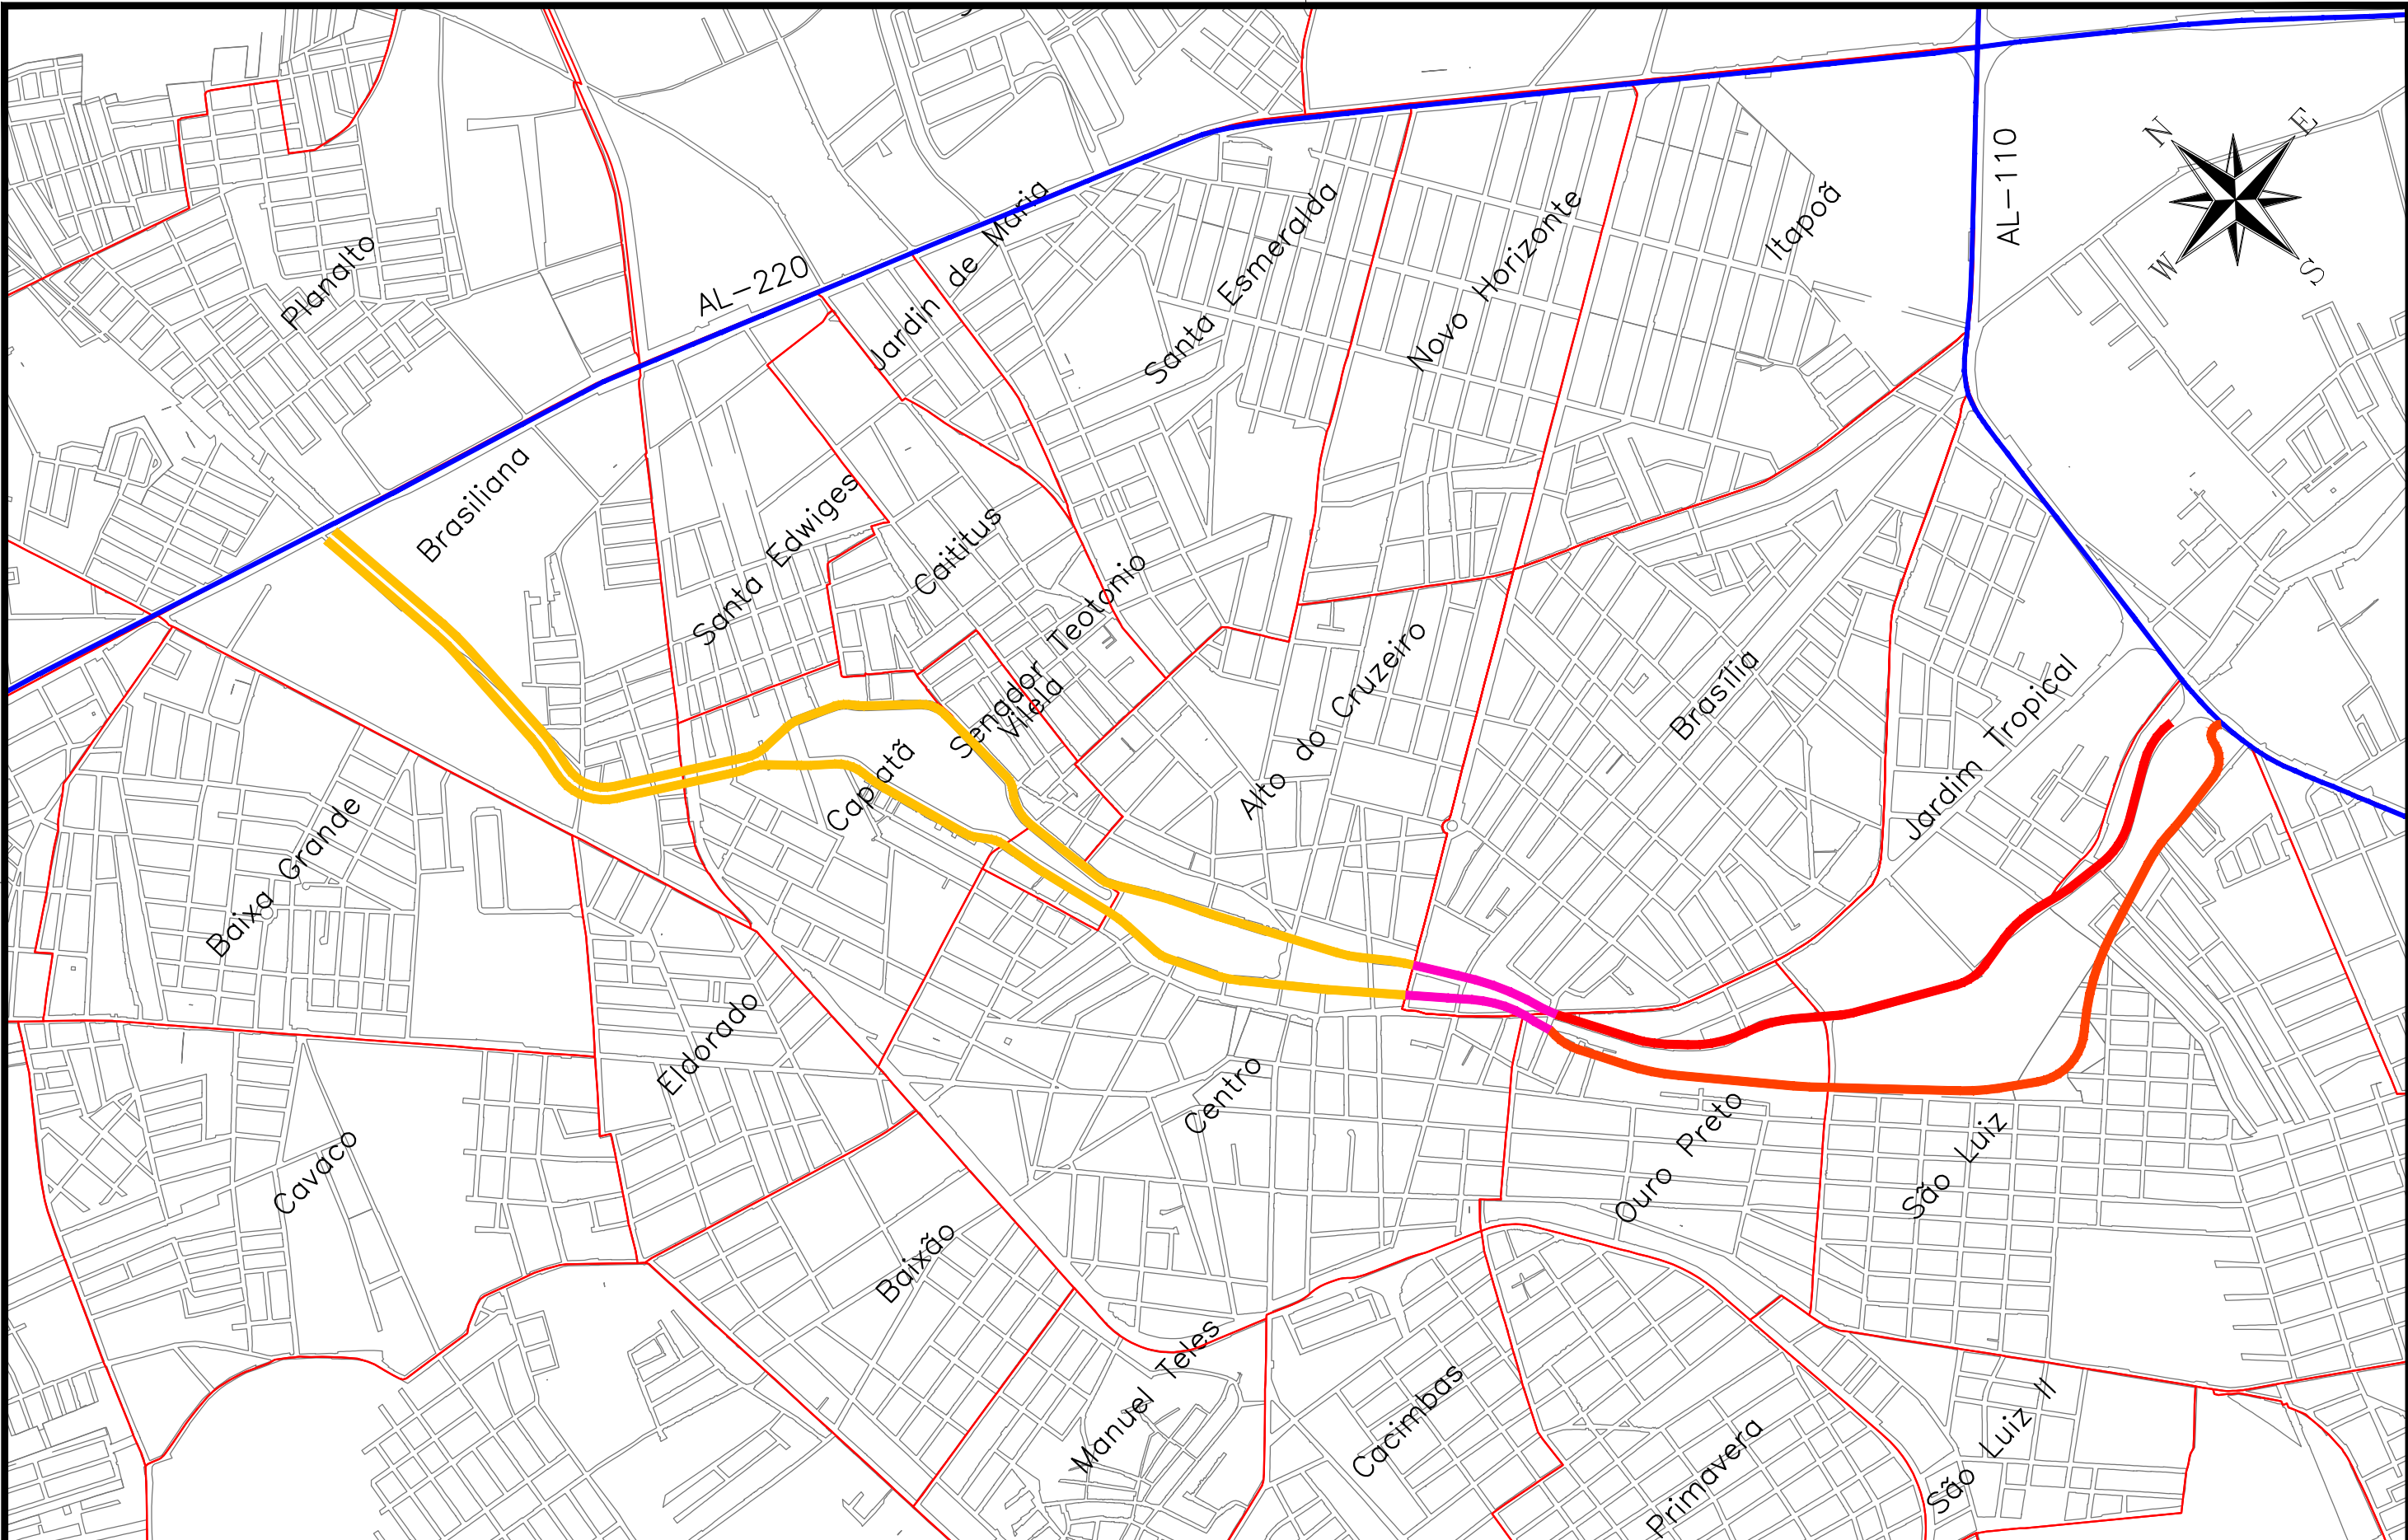 N
E
W
S
AL-110
AL-220
Planalto
Jardin de Maria
Santa Esmeralda
Novo Horizonte
Itapoã
Brasiliana
Santa Edwiges
Caititus
Senador Teotonio
Vilela
Capiatã
Alto do Cruzeiro
Brasília
Jardim Tropical
Baixa Grande
Eldorado
Centro
Ouro Preto
São Luiz
Cavaco
Baixão
Manuel Teles
Cacimbas
Primavera
São Luiz II